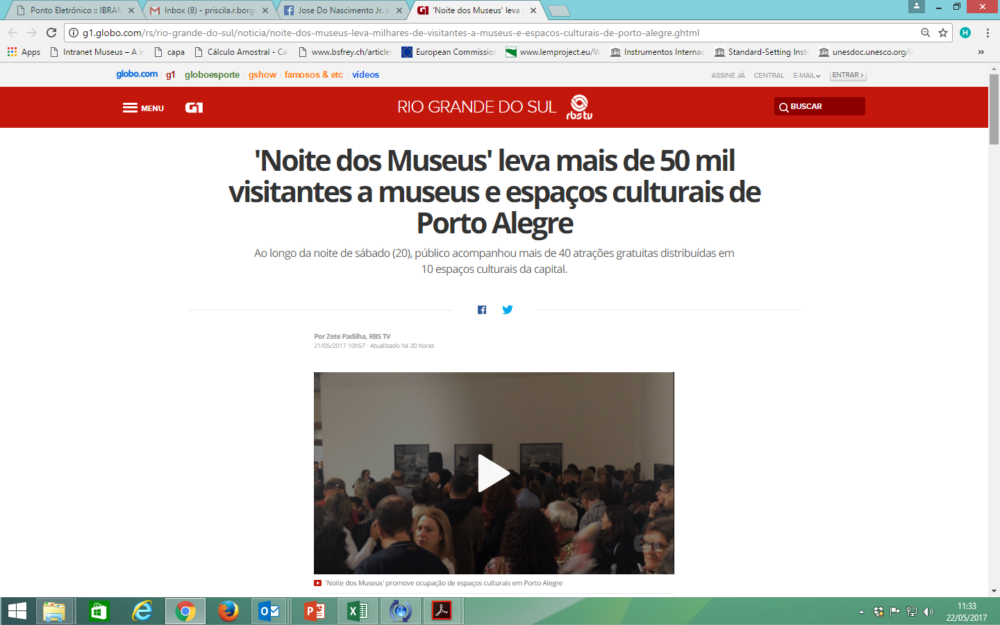 Ponto Eletrônico :: IBRAM
Inbox (8) - priscila.r.borge
Jose Do Nascimento Jr. c
'Noite dos Museus' leva
g1.globo.com/rs/rio-grande-do-sul/noticia/noite-dos-museus-leva-milhares-de-visitantes-a-museus-e-espacos-culturais-de-porto-alegre.ghtml
H
Apps
Intranet Museus – A i
capa
Cálculo Amostral - Ca
www.bsfrey.ch/articles
European Commission
www.lemproject.eu/W
Instrumentos Internac
Standard-Setting Inst
unesdoc.unesco.org/i
»
globo.com
g1
globoesporte
gshow
famosos & etc
vídeos
ASSINE JÁ
CENTRAL
E-MAIL
ENTRAR ›
MENU
G1
RIO GRANDE DO SUL
rbs tv
BUSCAR
'Noite dos Museus' leva mais de 50 mil
visitantes a museus e espaços culturais de
Porto Alegre
Ao longo da noite de sábado (20), público acompanhou mais de 40 atrações gratuitas distribuídas em
10 espaços culturais da capital.
Por Zete Padilha, RBS TV
21/05/2017 10h57 · Atualizado há 20 horas
G1
'Noite dos Museus' promove ocupação de espaços culturais em Porto Alegre
11:33
22/05/2017